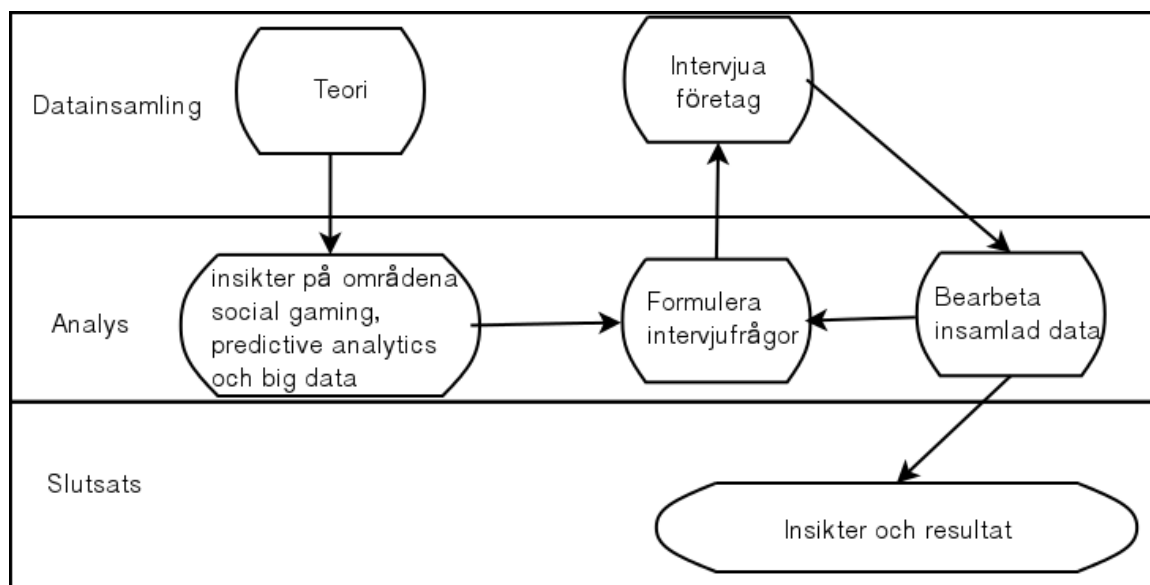 Datainsamling
Teori
Intervjua
företag
Analys
insikter på områdena
social gaming,
predictive analytics
och big data
Formulera
intervjufrågor
Bearbeta
insamlad data
Slutsats
Insikter och resultat